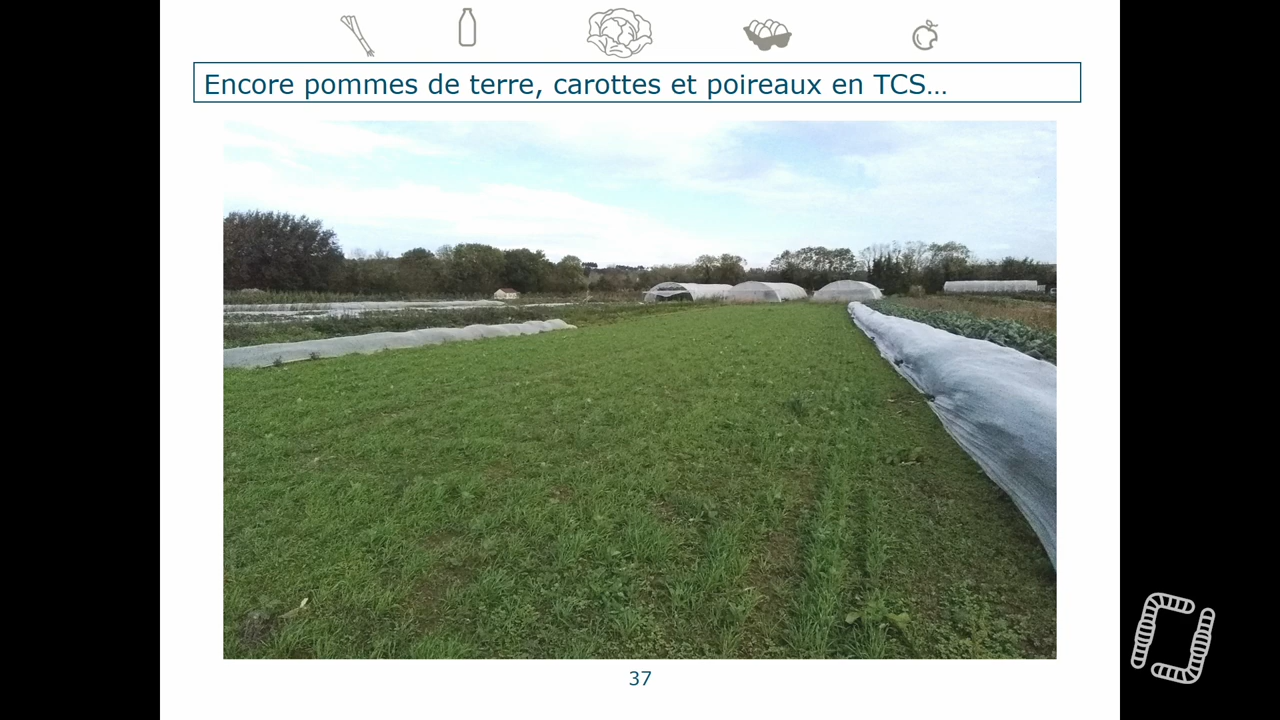 Encore pommes de terre, carottes et poireaux en TCS…
37